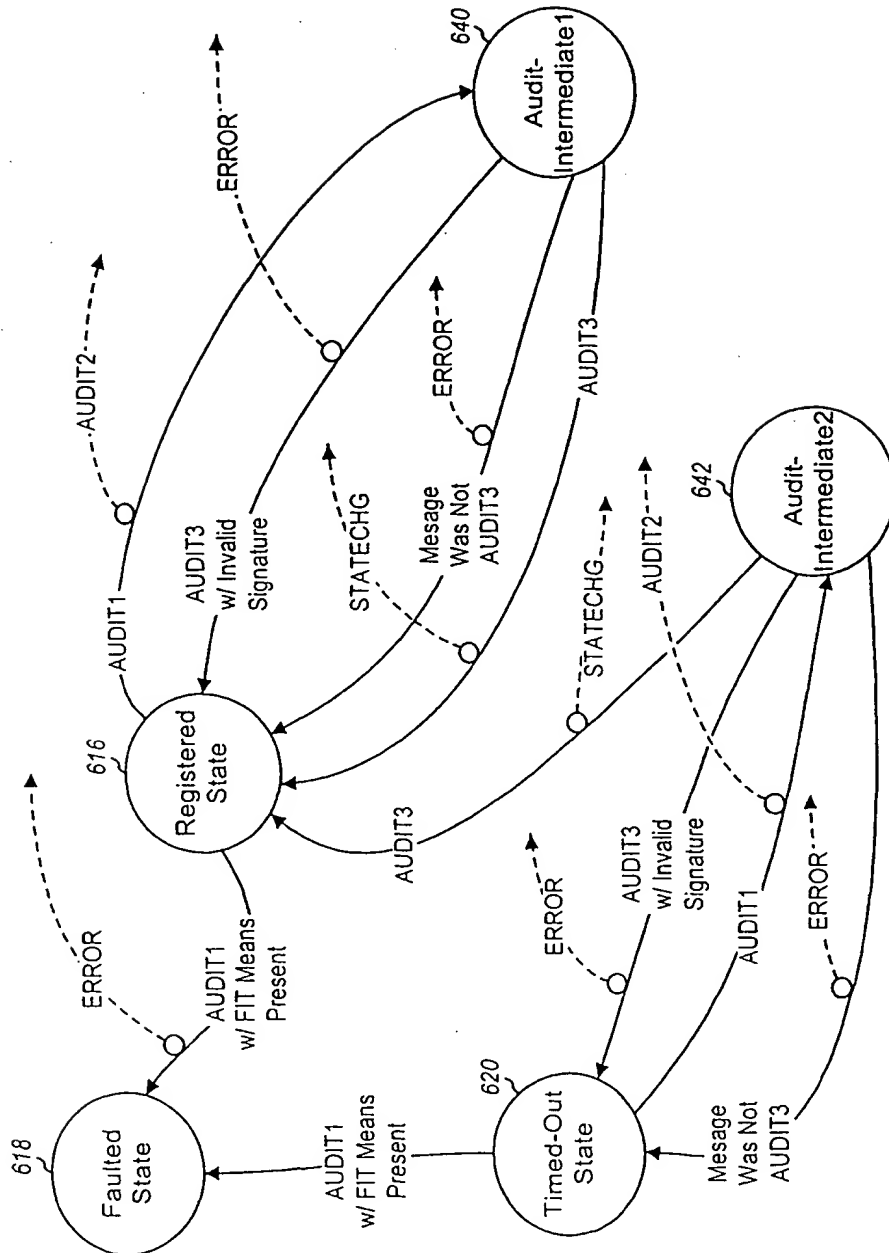 618
Faulted
State
ERROR
AUDIT1
w/ FIT Means
Present
616
Registered
State
AUDIT1
AUDIT2
AUDIT3
w/ Invalid
Signature
ERROR
640
Audit-
Intermediate1
STATECHG
Mesage
Was Not
AUDIT3
ERROR
AUDIT3
AUDIT1
w/ FIT Means
Present
620
Timed-Out
State
ERROR
AUDIT3
w/ Invalid
Signature
AUDIT3
STATECHG
AUDIT2
642
Audit-
Intermediate2
AUDIT1
ERROR
Mesage
Was Not
AUDIT3